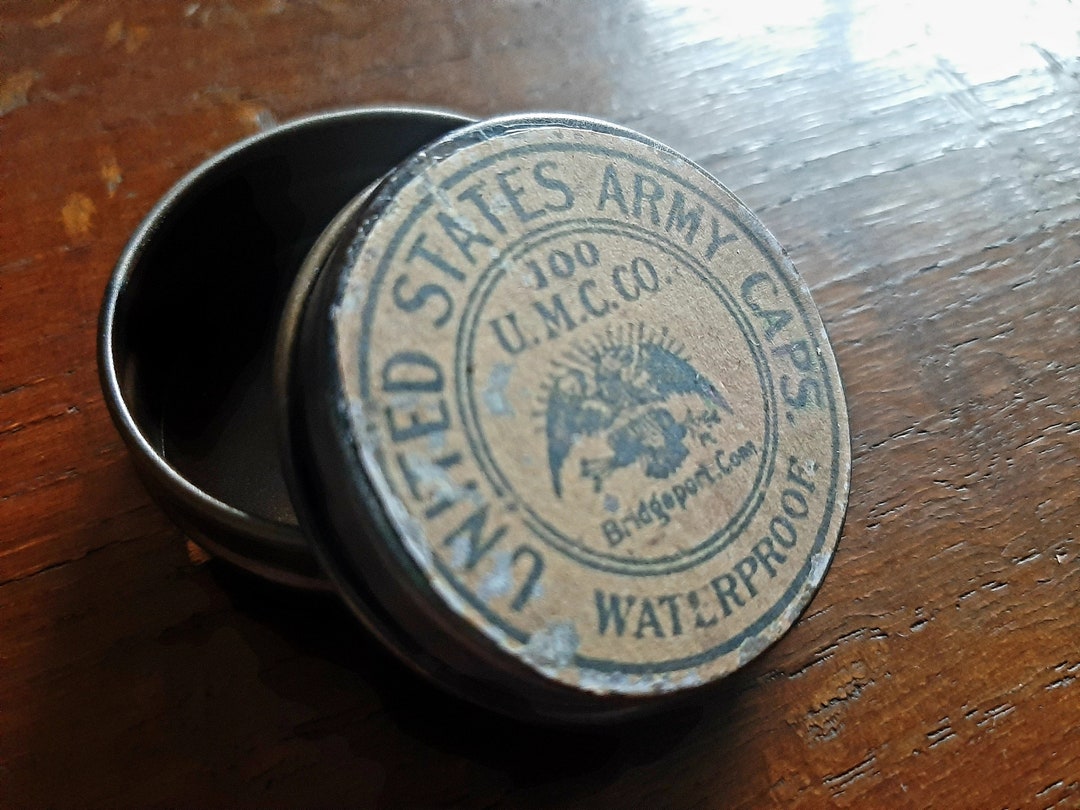 UNITED STATES ARMY CAPS.
100
U.M.C.CO.
Bridgeport.Conn
WATERPROOF.